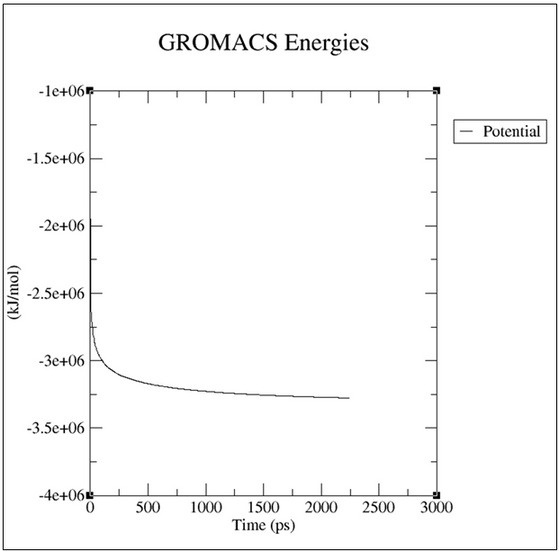 GROMACS Energies
-1e+06
Potential
-1.5e+06
-2e+06
-2.5e+06
(kJ/mol)
-3e+06
-3.5e+06
-4e+06
0 500 1000 1500 2000 2500 3000
Time (ps)